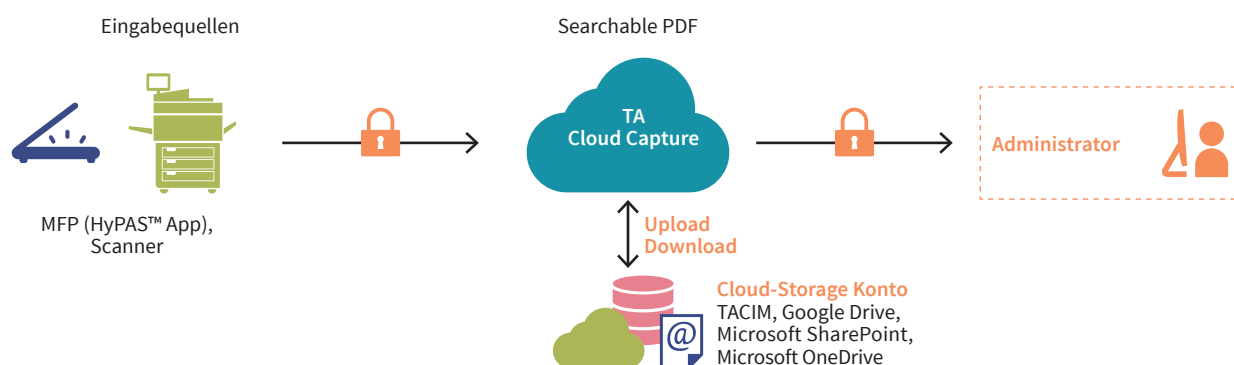 Eingabequellen
Searchable PDF
TA
Cloud Capture
Administrator
MFP (HyPAS™ App),
Scanner
Upload
Download
Cloud-Storage Konto
TACIM, Google Drive,
Microsoft SharePoint,
Microsoft OneDrive
@